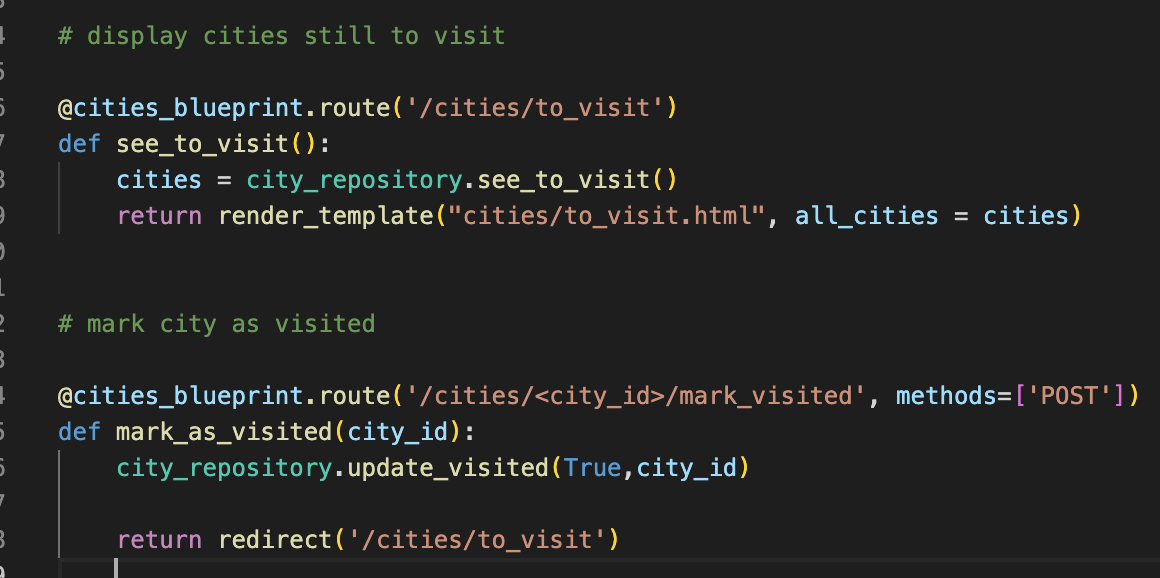 # display cities still to visit
@cities_blueprint.route('/cities/to_visit')
def see_to_visit():
    cities = city_repository.see_to_visit()
    return render_template("cities/to_visit.html", all_cities = cities)
# mark city as visited
@cities_blueprint.route('/cities/<city_id>/mark_visited', methods=['POST'])
def mark_as_visited(city_id):
    city_repository.update_visited(True,city_id)
    return redirect('/cities/to_visit')